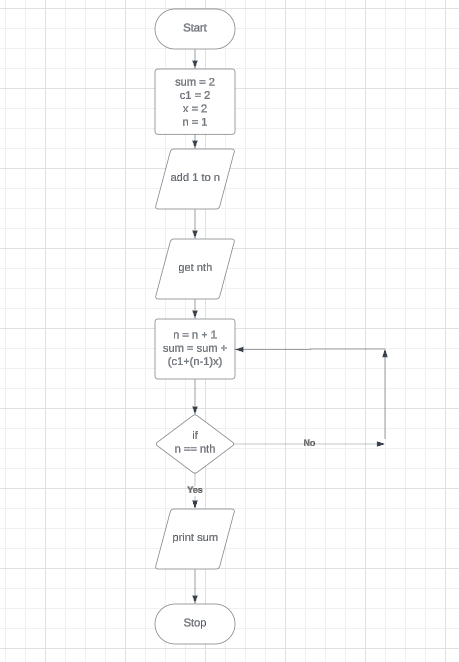 Start
sum = 2
c1 = 2
x = 2
n = 1
add 1 to n
get nth
n = n + 1
sum = sum +
(c1+(n-1)x)
if
n == nth
No
Yes
print sum
Stop